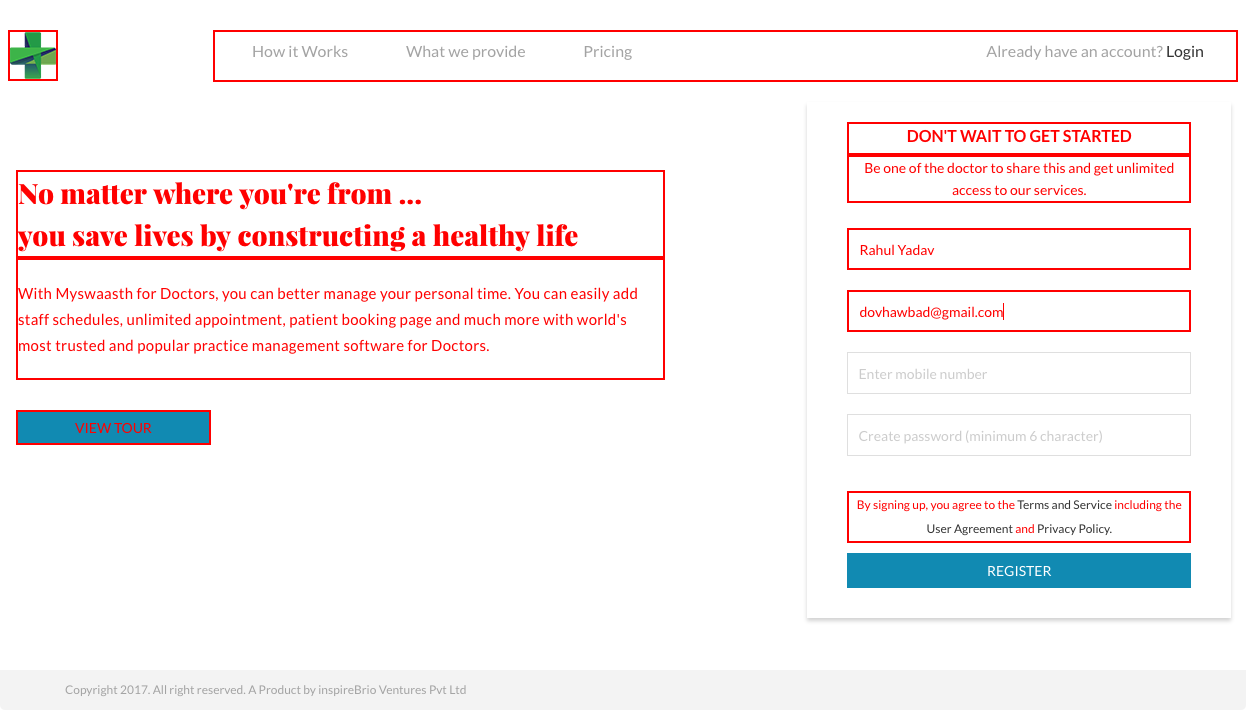 How it Works
What we provide
Pricing
Already have an account? Login
No matter where you're from ...
you save lives by constructing a healthy life
With Myswaasth for Doctors, you can better manage your personal time. You can easily add
staff schedules, unlimited appointment, patient booking page and much more with world's
most trusted and popular practice management software for Doctors.
VIEW TOUR
DON'T WAIT TO GET STARTED
Be one of the doctor to share this and get unlimited
access to our services.
Rahul Yadav
dovhawbad@gmail.com
Enter mobile number
Create password (minimum 6 character)
By signing up, you agree to the Terms and Service including the
User Agreement and Privacy Policy.
REGISTER
Copyright 2017. All right reserved. A Product by inspireBrio Ventures Pvt Ltd